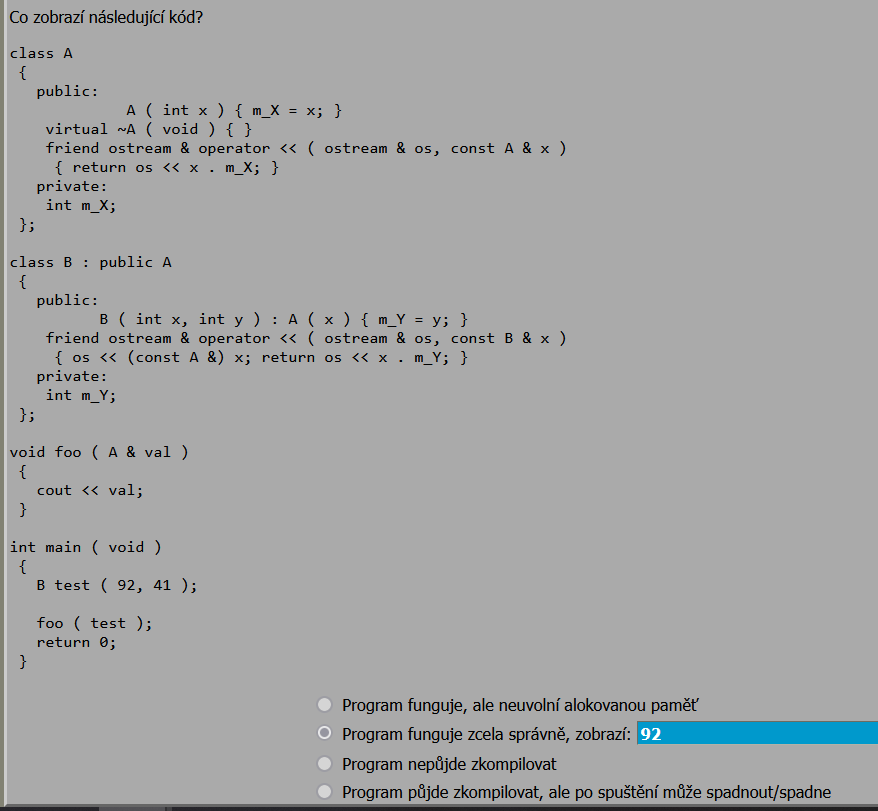 Co zobrazí následující kód?
class A
{
public:
A ( int x ) { m_X = x; }
virtual ~A ( void ) { }
friend ostream & operator << ( ostream & os, const A & x )
{ return os << x . m_X; }
private:
int m_X;
};
class B : public A
{
public:
B ( int x, int y ) : A ( x ) { m_Y = y; }
friend ostream & operator << ( ostream & os, const B & x )
{ os << (const A &) x; return os << x . m_Y; }
private:
int m_Y;
};
void foo ( A & val )
{
cout << val;
}
int main ( void )
{
B test ( 92, 41 );
foo ( test );
return 0;
}
Program funguje, ale neuvolní alokovanou paměť
Program funguje zcela správně, zobrazí: 92
Program nepůjde zkompilovat
Program půjde zkompilovat, ale po spuštění může spadnout/spadne